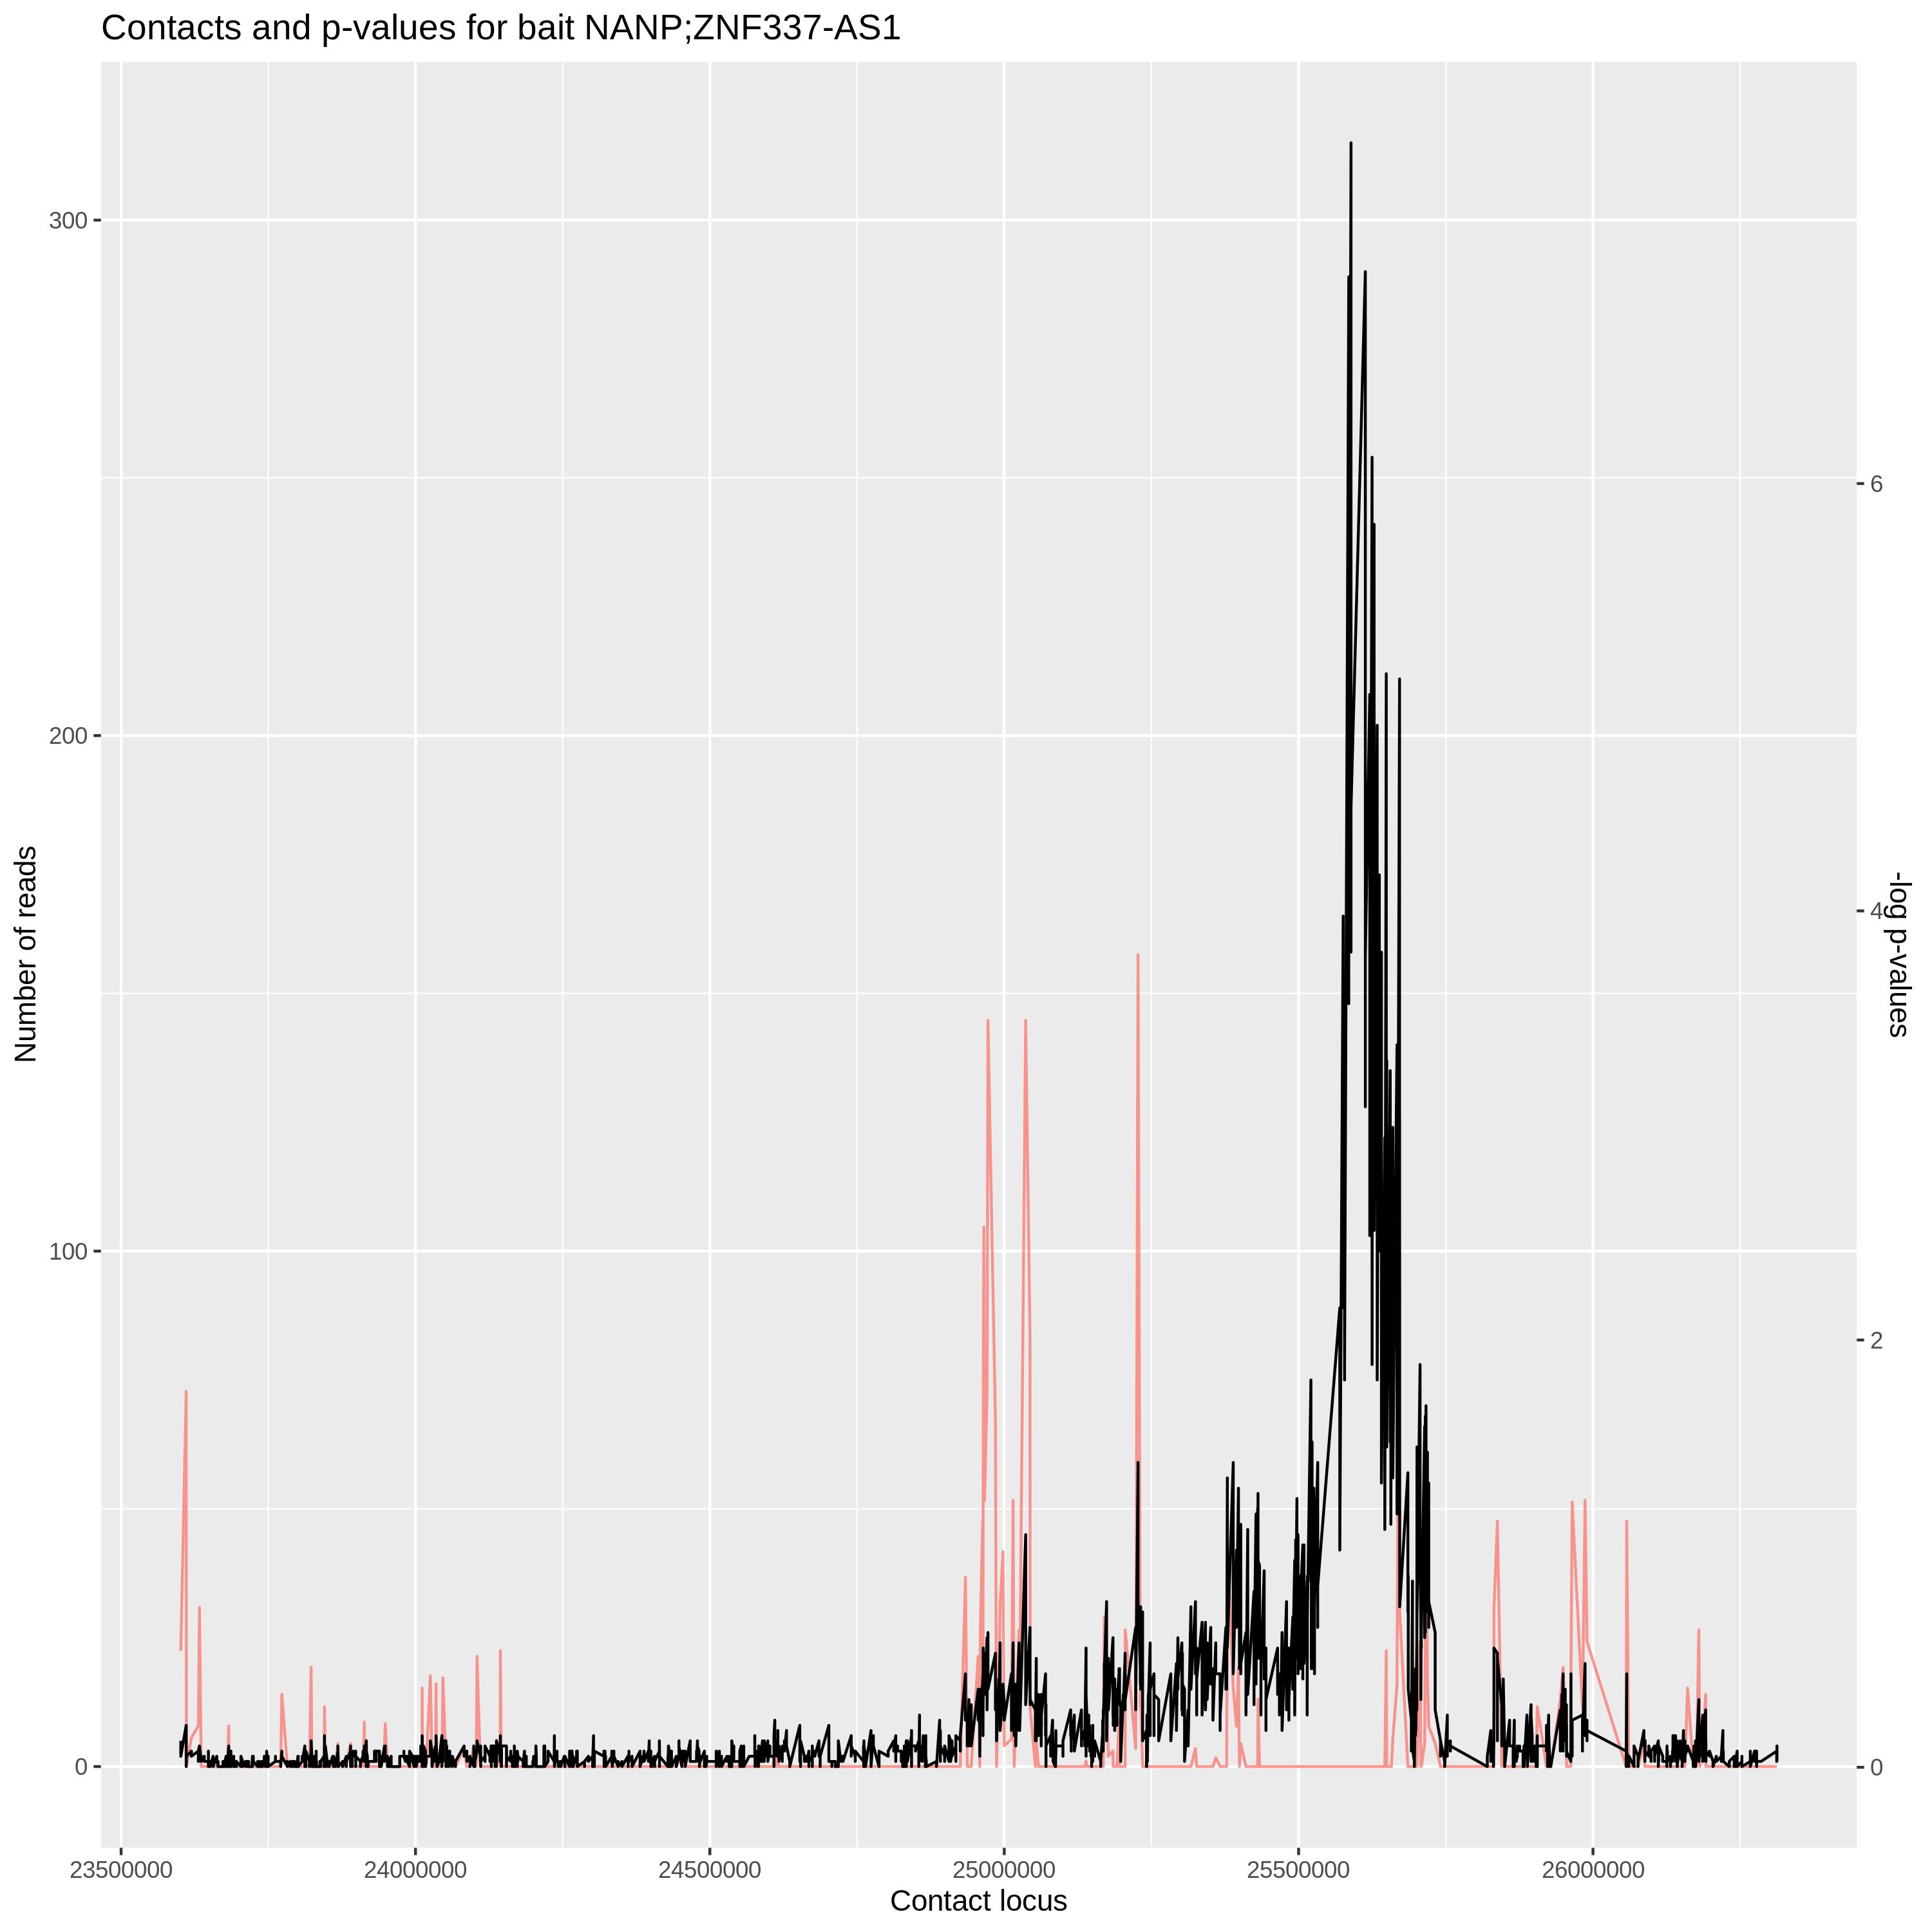 Contacts and p-values for bait NANP;ZNF337-AS1
300
200
100
0
Number of reads
6
4
2
0
-log p-values
23500000 24000000 24500000 25000000 25500000 26000000
Contact locus